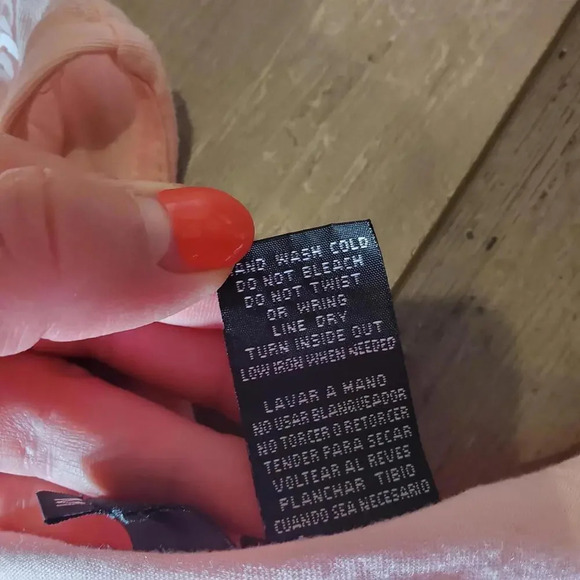 AND WASH COLD
DO NOT BLEACH
DO NOT TWIST
OR WRING
LINE DRY
TURN INSIDE OUT
LOW IRON WHEN NEEDED
LAVAR A MANO
NO USAR BLANQUEADOR
NO TORCER O RETORCER
TENDER PARA SECAR
VOLTEAR AL REVES
PLANCHAR TIBIO
CUANDO SEA NECESARIO